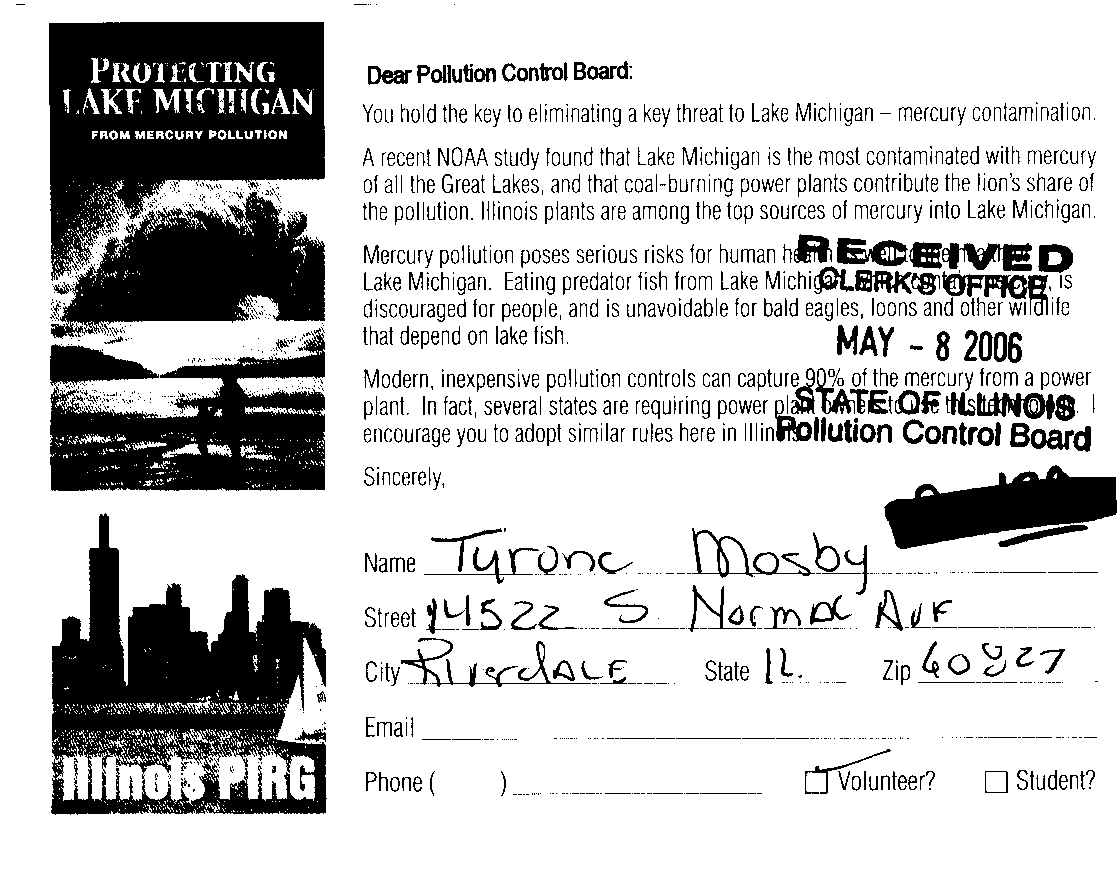 PROTECTING
LAKE MICHIGAN
FROM MERCURY POLLUTION
Dear Pollution Control Board:
You hold the key to eliminating a key threat to Lake Michigan – mercury contamination.
A recent NOAA study found that Lake Michigan is the most contaminated with mercury
of all the Great Lakes, and that coal-burning power plants contribute the lion's share of
the pollution. Illinois plants are among the top sources of mercury into Lake Michigan.
Mercury pollution poses serious risks for human
RECEIVED
Lake Michigan. Eating predator fish from Lake is
CLERK'S OFFICE
discouraged for people, and is unavoidable for bald eagles, loons and other wildlife
that depend on lake fish.
MAY - 8 2006
Modern, inexpensive pollution controls can capture 90% of the mercury from a power
plant. In fact, several states are requiring power I
STATE OF ILLINOIS
encourage you to adopt similar rules here in
Pollution Control Board
Sincerely,
Name Tyrone Mosby
Street 14522 S Normal Ave
City RiverdALE State IL. Zip 60827
Email
Phone ( ) Volunteer? Student?
Illinois PIRG